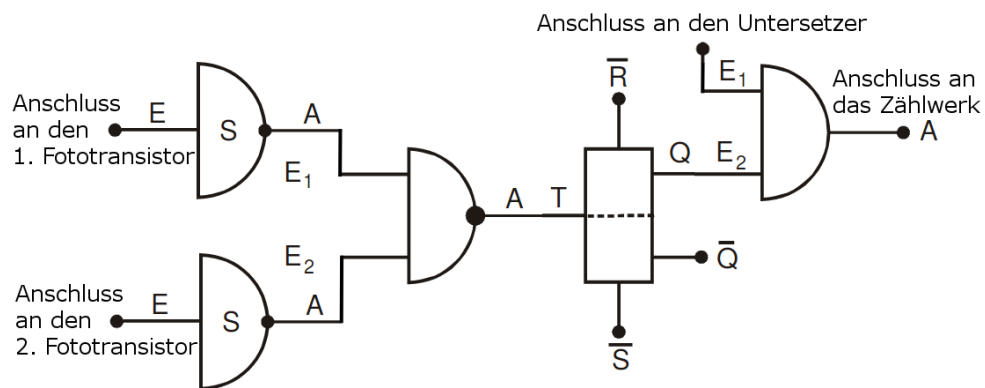 Anschluss an den Untersetzer
E₁
Anschluss an
das Zählwerk
A
R̅
Anschluss
an den
1. Fototransistor
E
S
A
E₁
Q
E₂
A
T
E₂
Q̅
Anschluss
an den
2. Fototransistor
E
S
A
S̅